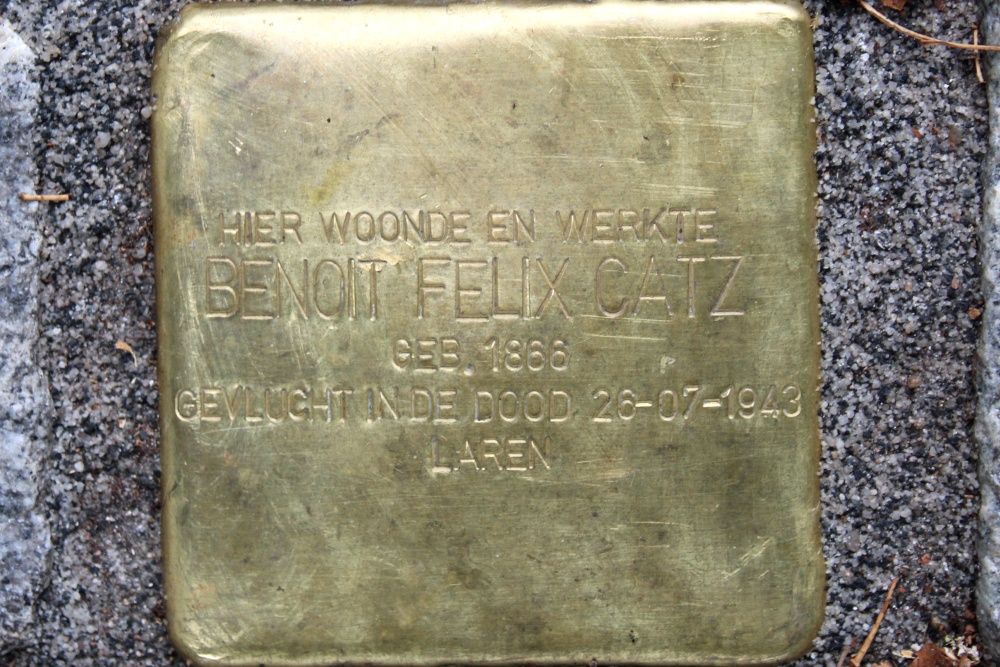 HIER WOONDE EN WERKTE
BENOIT FELIX CATZ
GEB. 1866
GEVLUCHT IN DE DOOD 26-07-1943
LAREN